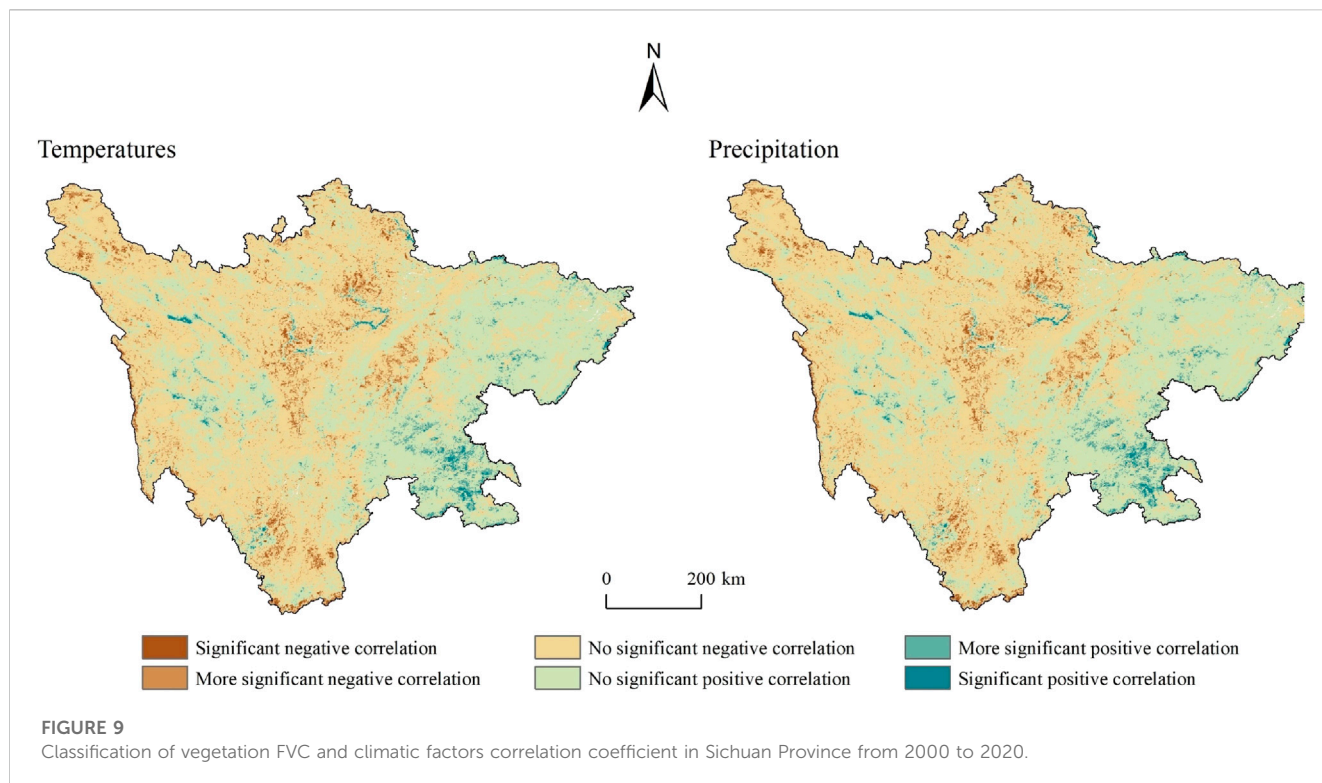 N
Temperatures
Precipitation
0 200 km
Significant negative correlation
More significant negative correlation
No significant negative correlation
No significant positive correlation
More significant positive correlation
Significant positive correlation
FIGURE 9
Classification of vegetation FVC and climatic factors correlation coefficient in Sichuan Province from 2000 to 2020.